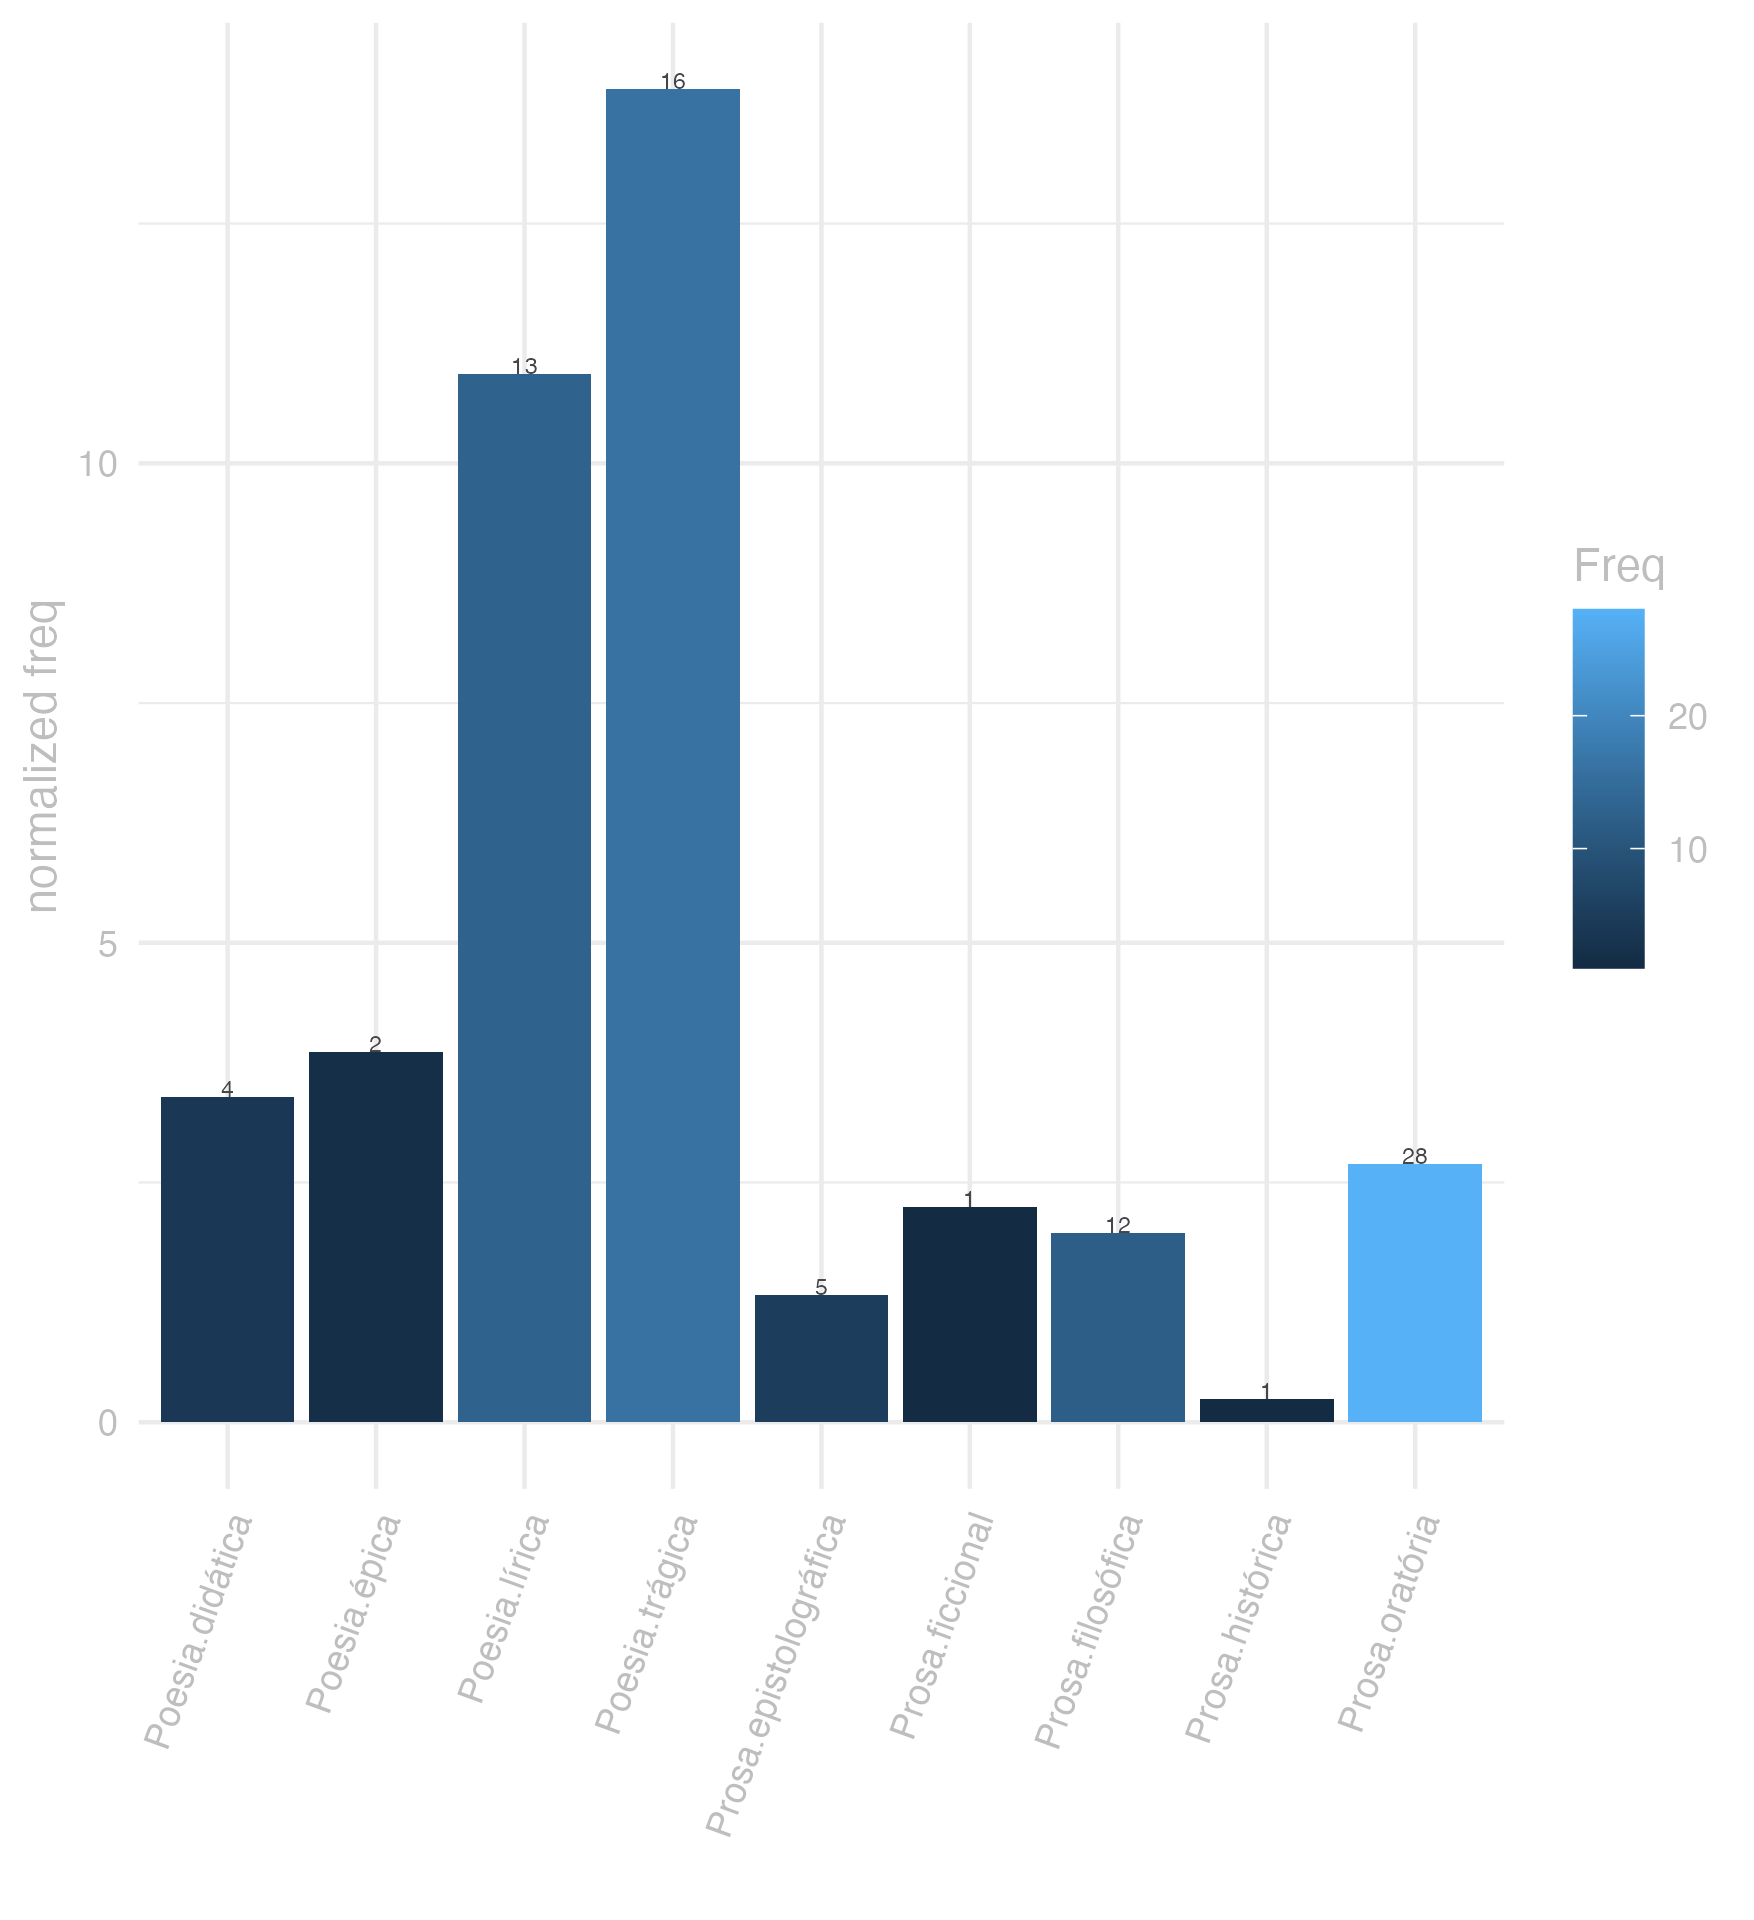 16
13
10
normalized freq
5
2
4
28
1
12
5
1
0
Freq
20
10
Poesia.didática
Poesia.épica
Poesia.lírica
Poesia.trágica
Prosa.epistolográfica
Prosa.ficcional
Prosa.filosófica
Prosa.histórica
Prosa.oratória